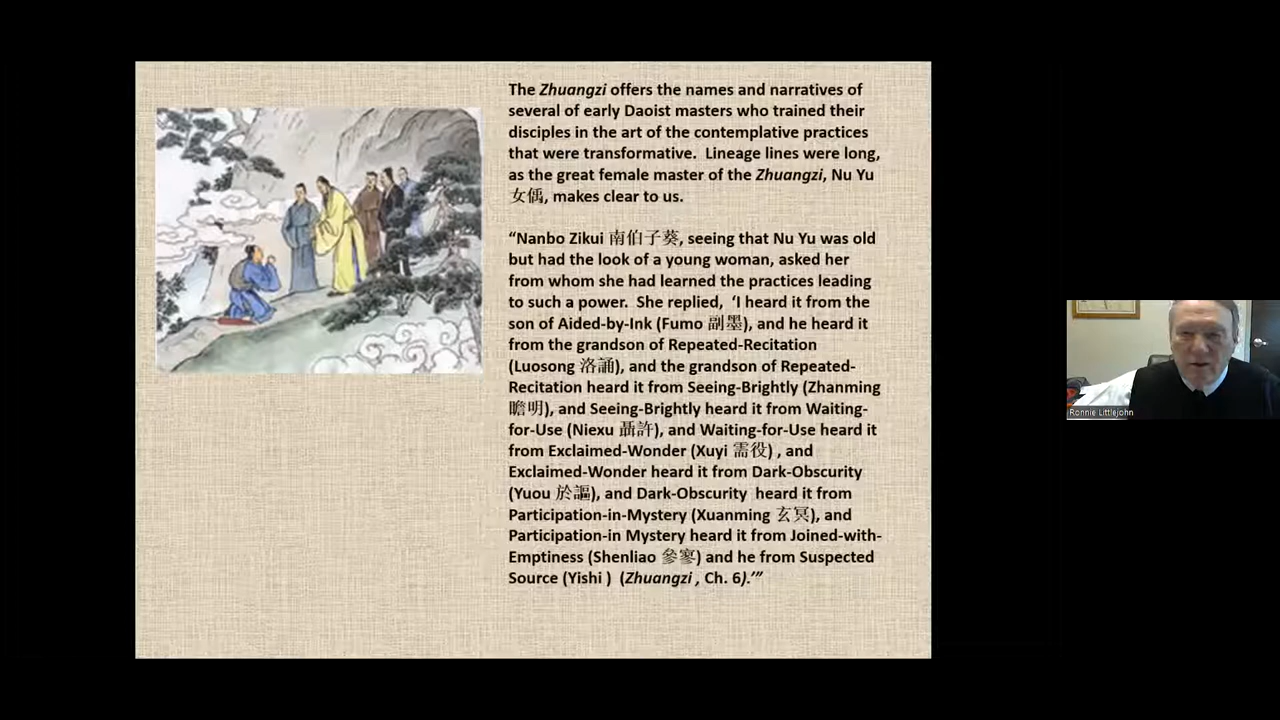 The Zhuangzi offers the names and narratives of
several of early Daoist masters who trained their
disciples in the art of the contemplative practices
that were transformative.  Lineage lines were long,
as the great female master of the Zhuangzi, Nu Yu
女偊, makes clear to us.
“Nanbo Zikui 南伯子葵, seeing that Nu Yu was old
but had the look of a young woman, asked her
from whom she had learned the practices leading
to such a power.  She replied,  ‘I heard it from the
son of Aided-by-Ink (Fumo 副墨), and he heard it
from the grandson of Repeated-Recitation
(Luosong 洛誦), and the grandson of Repeated-
Recitation heard it from Seeing-Brightly (Zhanming
瞻明), and Seeing-Brightly heard it from Waiting-
for-Use (Niexu 聶許), and Waiting-for-Use heard it
from Exclaimed-Wonder (Xuyi 需役) , and
Exclaimed-Wonder heard it from Dark-Obscurity
(Yuou 於謳), and Dark-Obscurity  heard it from
Participation-in-Mystery (Xuanming 玄冥), and
Participation-in Mystery heard it from Joined-with-
Emptiness (Shenliao 參寥) and he from Suspected
Source (Yishi )  (Zhuangzi , Ch. 6).’”
Ronnie Littlejohn